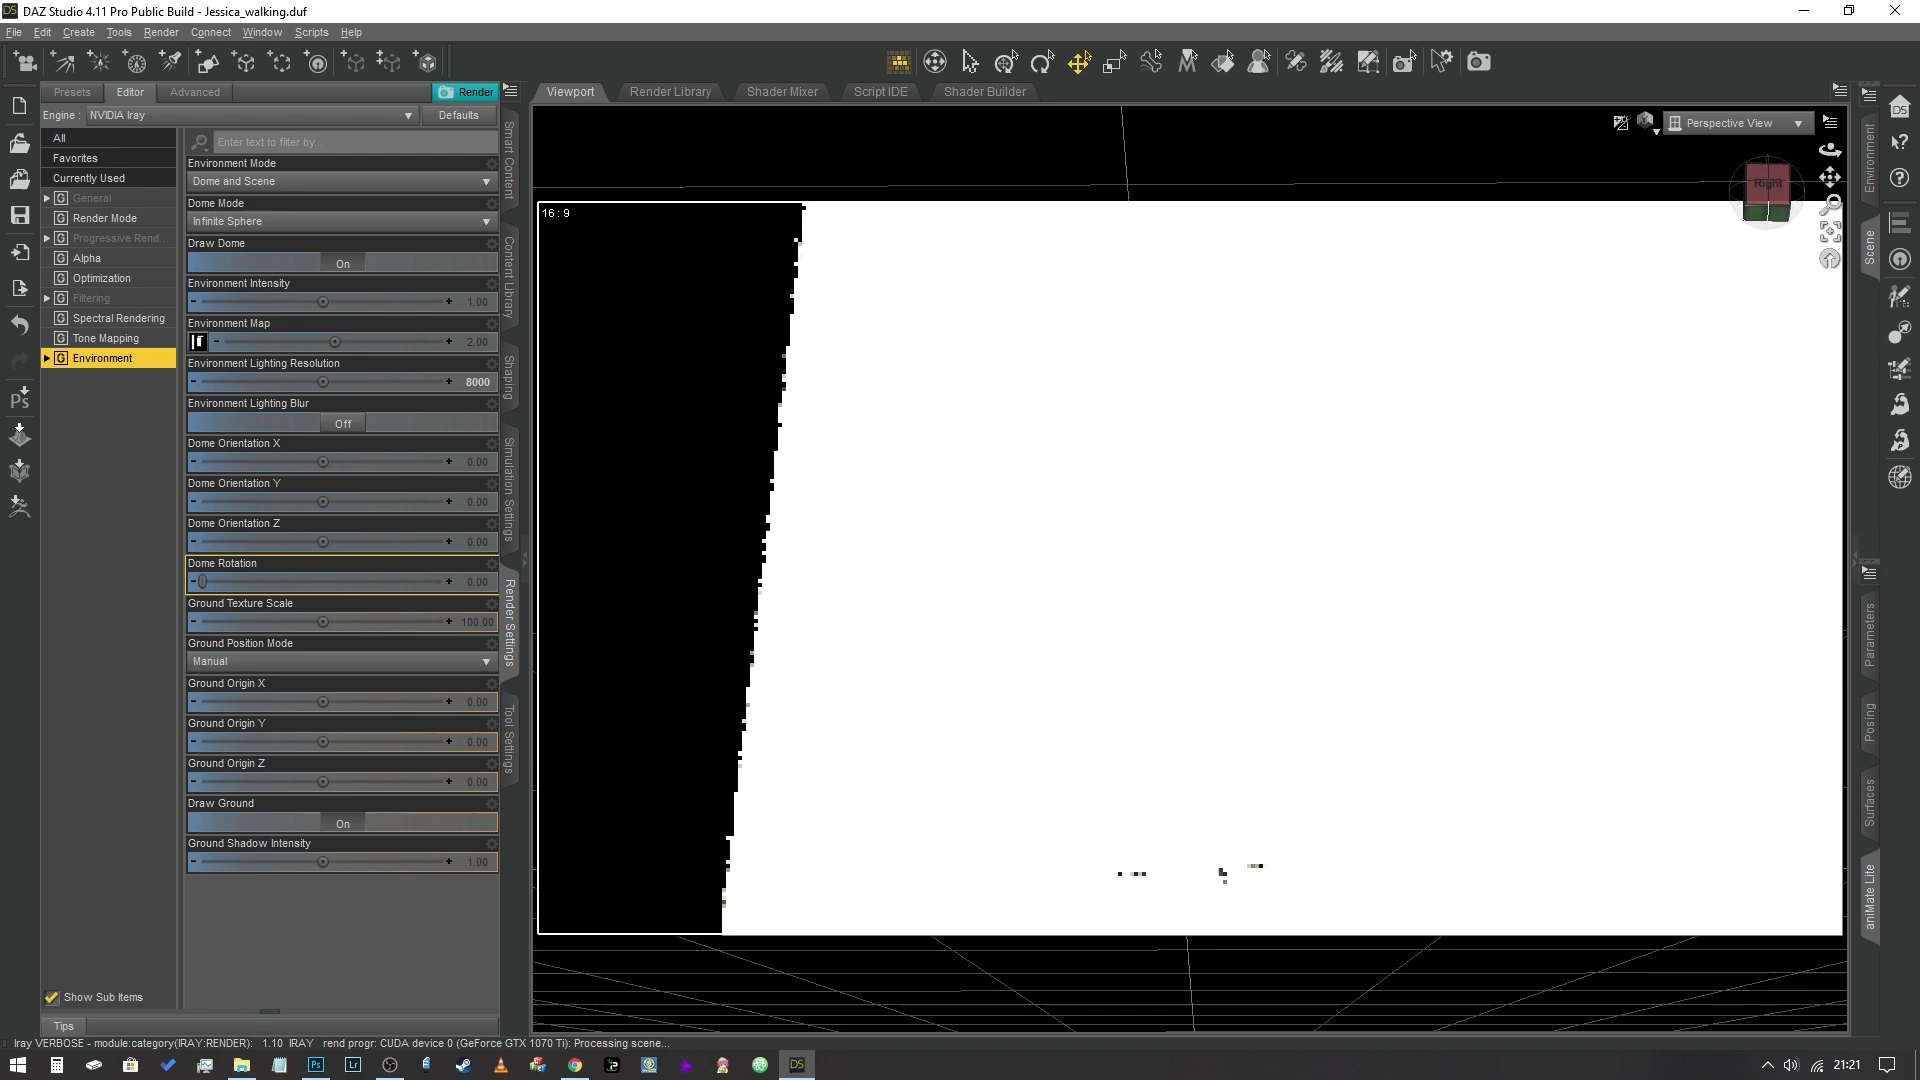 DAZ Studio 4.11 Pro Public Build - Jessica_walking.duf
File Edit Create Tools Render Connect Window Scripts Help
Presets Editor Advanced Render
Viewport Render Library Shader Mixer Script IDE Shader Builder
Engine : NVIDIA Iray Defaults
Perspective View
Right
16 : 9
All
Favorites
Currently Used
General
Render Mode
Progressive Rend...
Alpha
Optimization
Filtering
Spectral Rendering
Tone Mapping
Environment
Enter text to filter by...
Environment Mode
Dome and Scene
Dome Mode
Infinite Sphere
Draw Dome
On
Environment Intensity
1.00
Environment Map
2.00
Environment Lighting Resolution
8000
Environment Lighting Blur
Off
Dome Orientation X
0.00
Dome Orientation Y
0.00
Dome Orientation Z
0.00
Dome Rotation
0.00
Ground Texture Scale
100.00
Ground Position Mode
Manual
Ground Origin X
0.00
Ground Origin Y
0.00
Ground Origin Z
0.00
Draw Ground
On
Ground Shadow Intensity
1.00
Smart Content
Content Library
Shaping
Simulation Settings
Render Settings
Tool Settings
Environment
Scene
Parameters
Posing
Surfaces
aniMate Lite
Show Sub Items
Tips
Iray VERBOSE - module:category(IRAY:RENDER): 1.10 IRAY rend progr: CUDA device 0 (GeForce GTX 1070 Ti): Processing scene...
Ps Lr DS 21:21